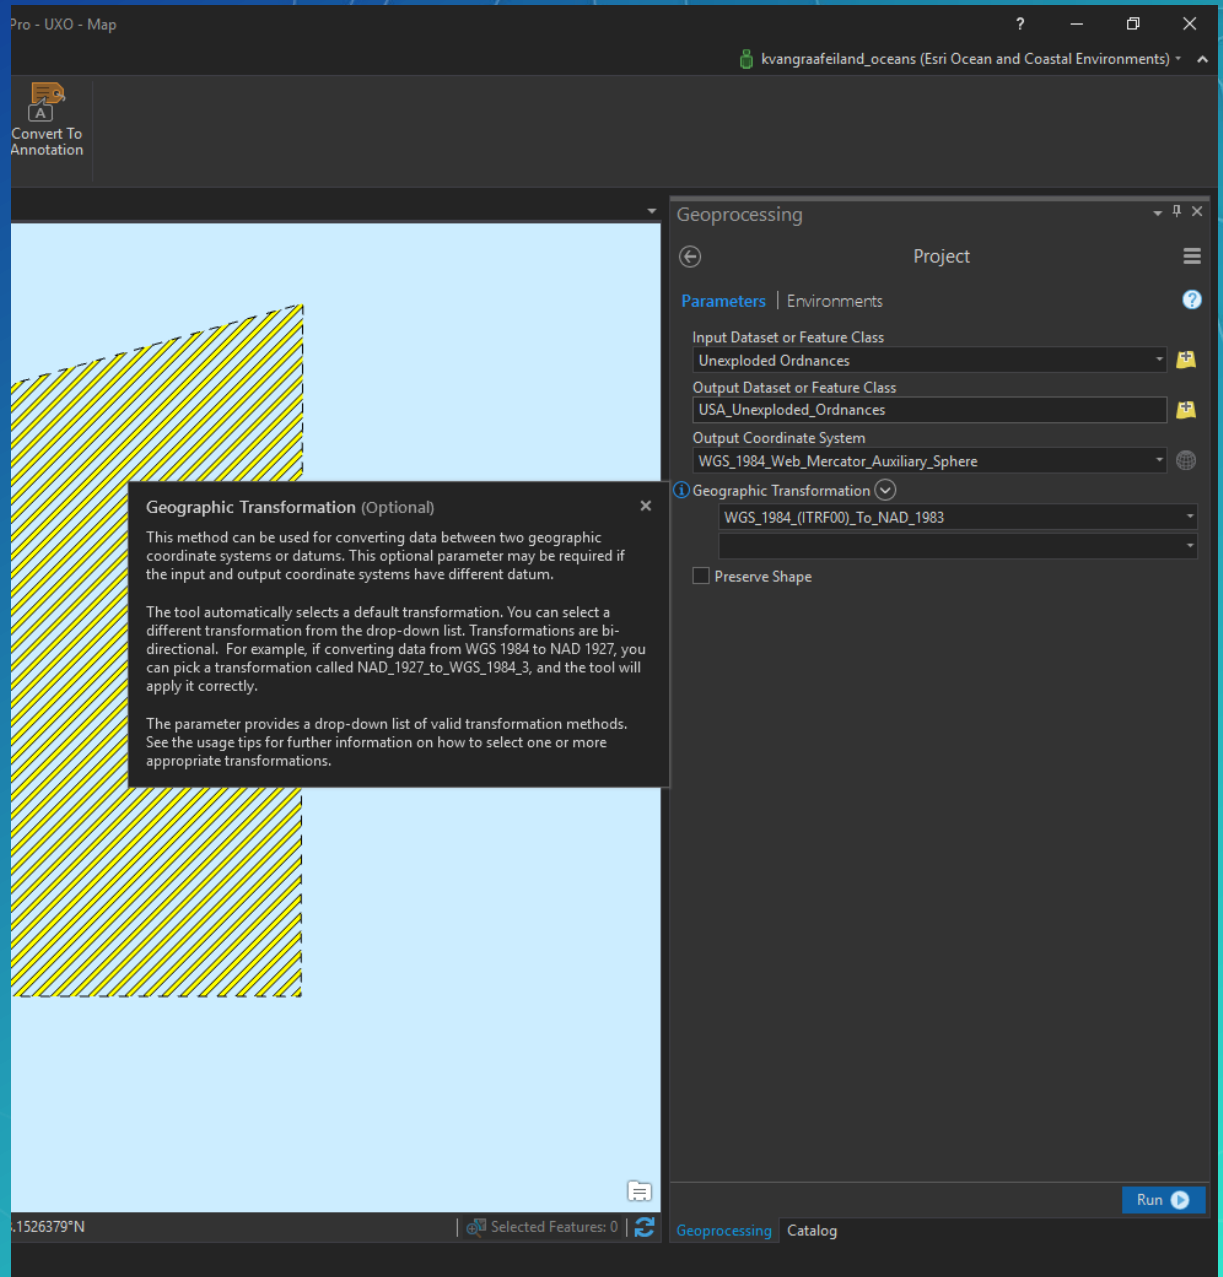 Pro - UXO - Map
?
kvangraafeiland_oceans (Esri Ocean and Coastal Environments)
A
Convert To
Annotation
Geoprocessing
Project
Parameters | Environments
?
Input Dataset or Feature Class
Unexploded Ordnances
Output Dataset or Feature Class
USA_Unexploded_Ordnances
Output Coordinate System
WGS_1984_Web_Mercator_Auxiliary_Sphere
Geographic Transformation
WGS_1984_(ITRF00)_To_NAD_1983
Preserve Shape
Geographic Transformation (Optional)
This method can be used for converting data between two geographic
coordinate systems or datums. This optional parameter may be required if
the input and output coordinate systems have different datum.
The tool automatically selects a default transformation. You can select a
different transformation from the drop-down list. Transformations are bi-
directional.  For example, if converting data from WGS 1984 to NAD 1927, you
can pick a transformation called NAD_1927_to_WGS_1984_3, and the tool will
apply it correctly.
The parameter provides a drop-down list of valid transformation methods.
See the usage tips for further information on how to select one or more
appropriate transformations.
Run
.1526379°N
Selected Features: 0
Geoprocessing Catalog